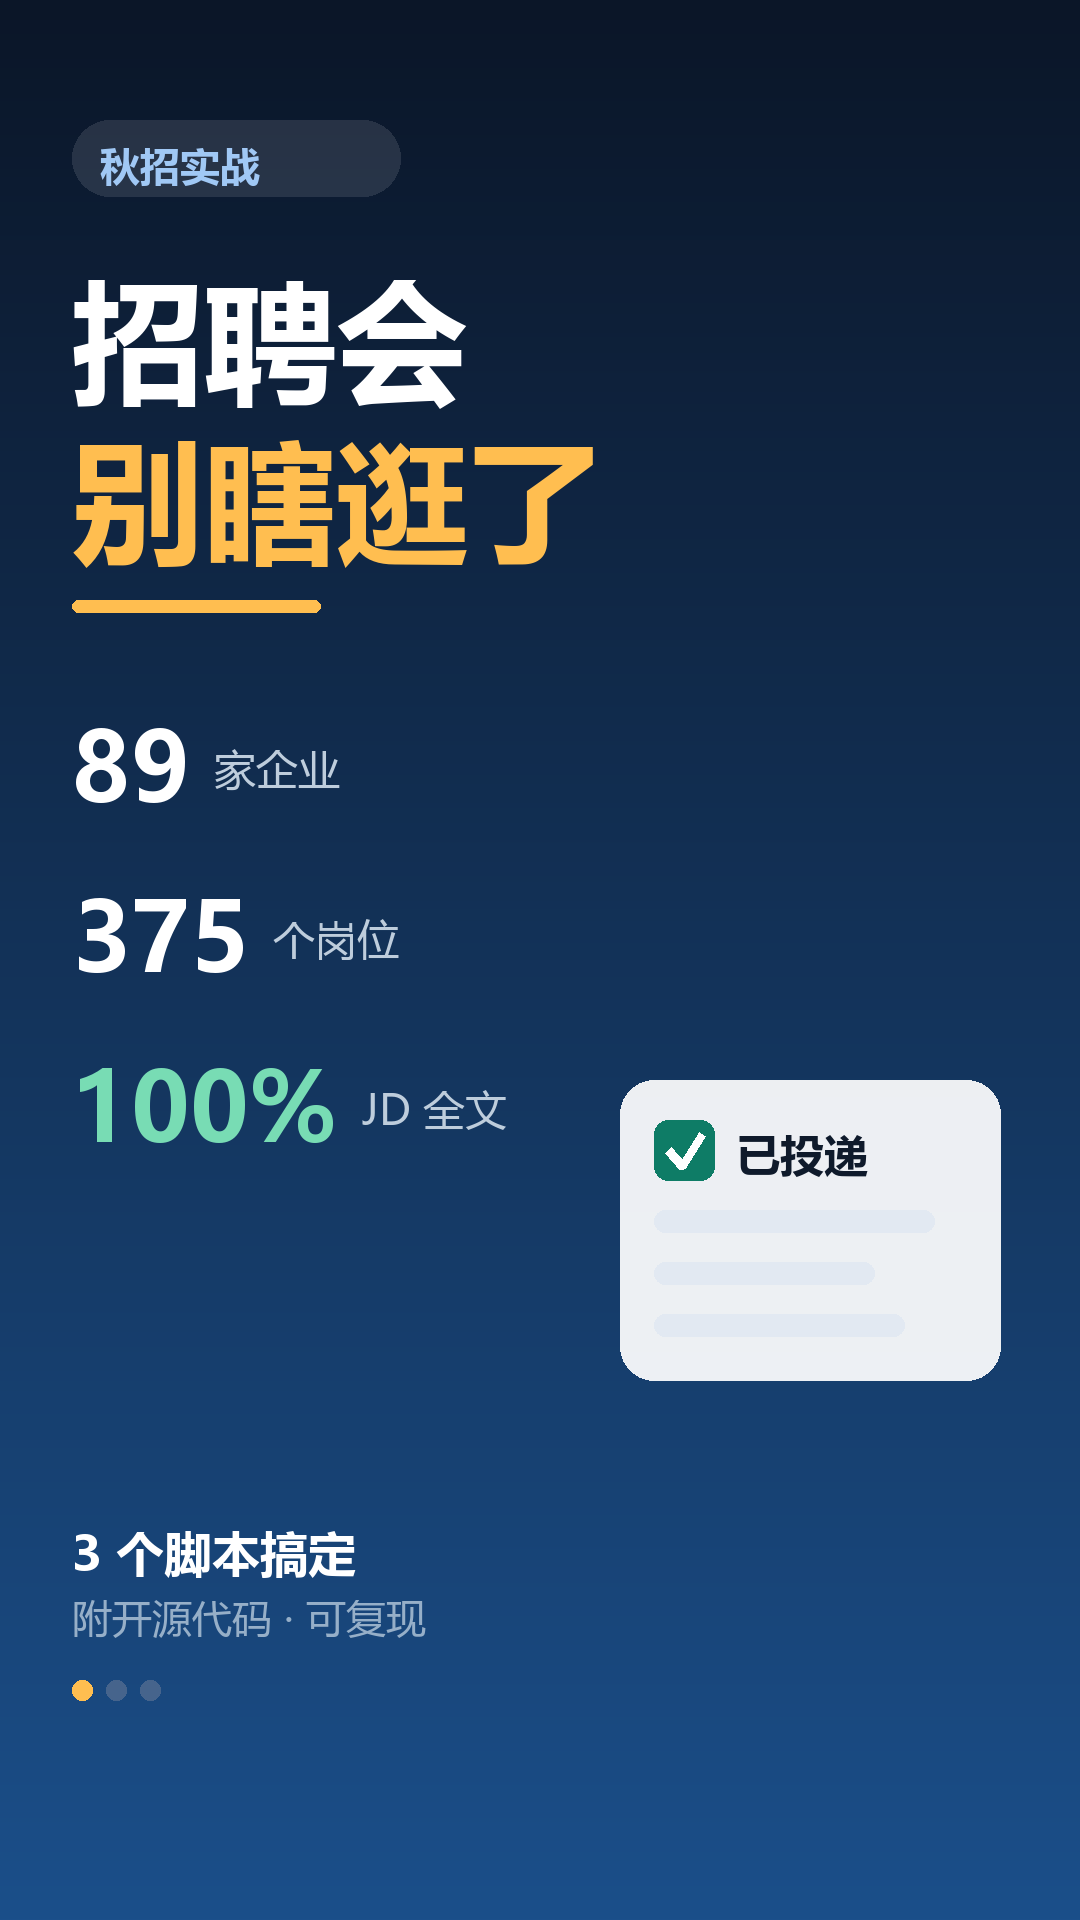 秋招实战
招聘会
别瞎逛了
89 家企业
375 个岗位
100% JD 全文
已投递
3 个脚本搞定
附开源代码 · 可复现